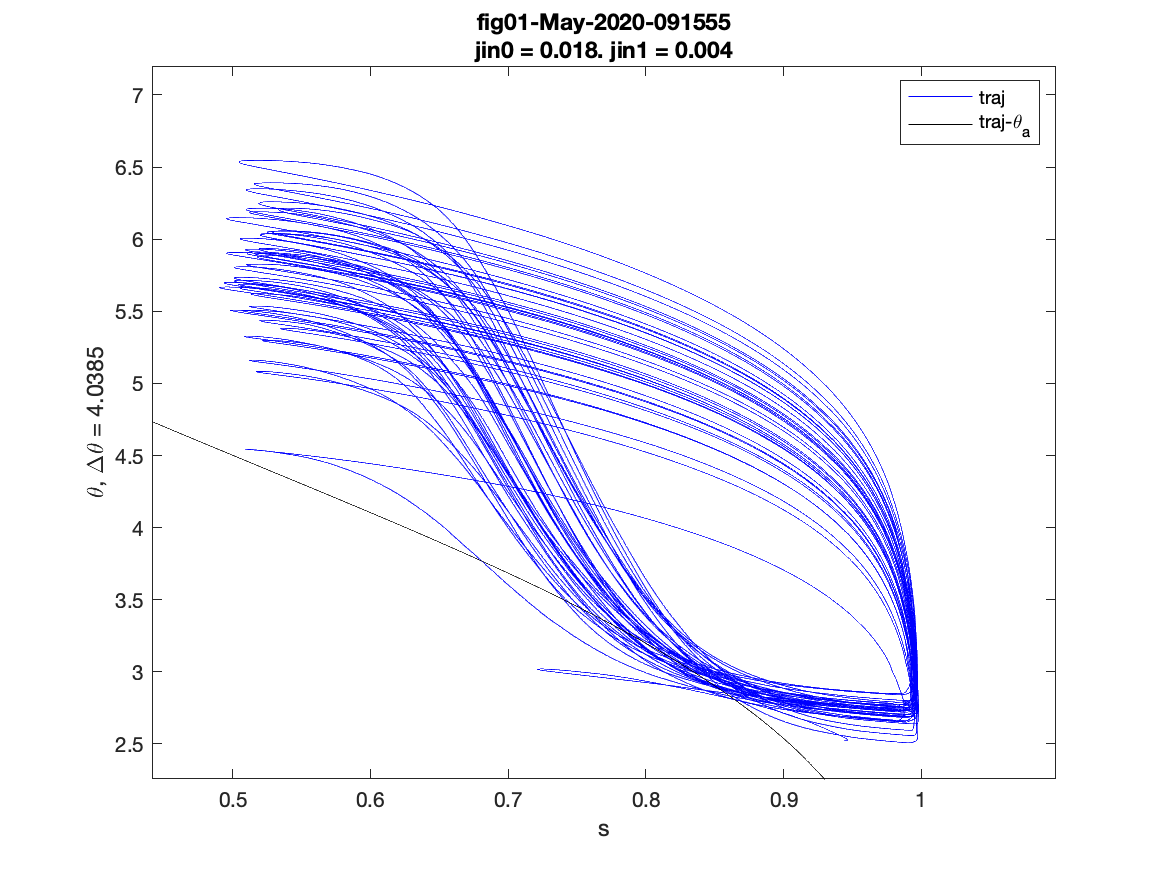 fig01-May-2020-091555
jin0 = 0.018. jin1 = 0.004
traj
traj-θa
7
6.5
6
5.5
5
4.5
4
3.5
3
2.5
θ, Δθ = 4.0385
0.5 0.6 0.7 0.8 0.9 1
s